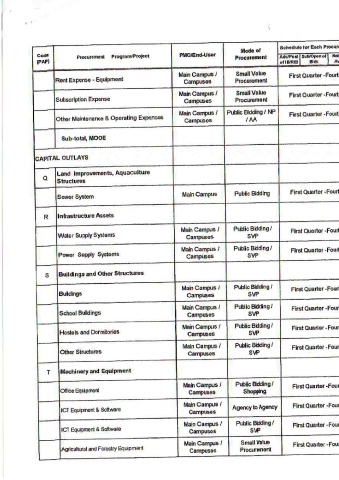 Code (PAP) Procurement Program/Project PMO/End-User Mode of Procurement Schedule for Each Procu
Ads/Post of IB/REI Sub/Open of Bids
Rent Expense - Equipment Main Campus / Campuses Small Value Procurement First Quarter -Fourt
Subscription Expense Main Campus / Campuses Small Value Procurement First Quarter -Fourt
Other Maintenance & Operating Expenses Main Campus / Campuses Public Bidding / NP / AA First Quarter -Fourt
Sub-total, MOOE
CAPITAL OUTLAYS
Q Land Improvements, Aquaculture Structures
Sewer System Main Campus Public Bidding First Quarter -Fourt
R Infrastructure Assets
Water Supply Systems Main Campus / Campuses Public Bidding / SVP First Quarter -Fourt
Power Supply Systems Main Campus / Campuses Public Bidding / SVP First Quarter -Fourt
S Buildings and Other Structures
Buildings Main Campus / Campuses Public Bidding / SVP First Quarter -Fourt
School Buildings Main Campus / Campuses Public Bidding / SVP First Quarter -Fourt
Hostels and Dormitories Main Campus / Campuses Public Bidding / SVP First Quarter -Fourt
Other Structures Main Campus / Campuses Public Bidding / SVP First Quarter -Fourt
T Machinery and Equipment
Office Equipment Main Campus / Campuses Public Bidding / Shopping First Quarter -Four
ICT Equipment & Software Main Campus / Campuses Agency to Agency First Quarter -Four
ICT Equipment & Software Main Campus / Campuses Public Bidding / SVP First Quarter -Four
Agricultural and Forestry Equipment Main Campus / Campuses Small Value Procurement First Quarter -Four